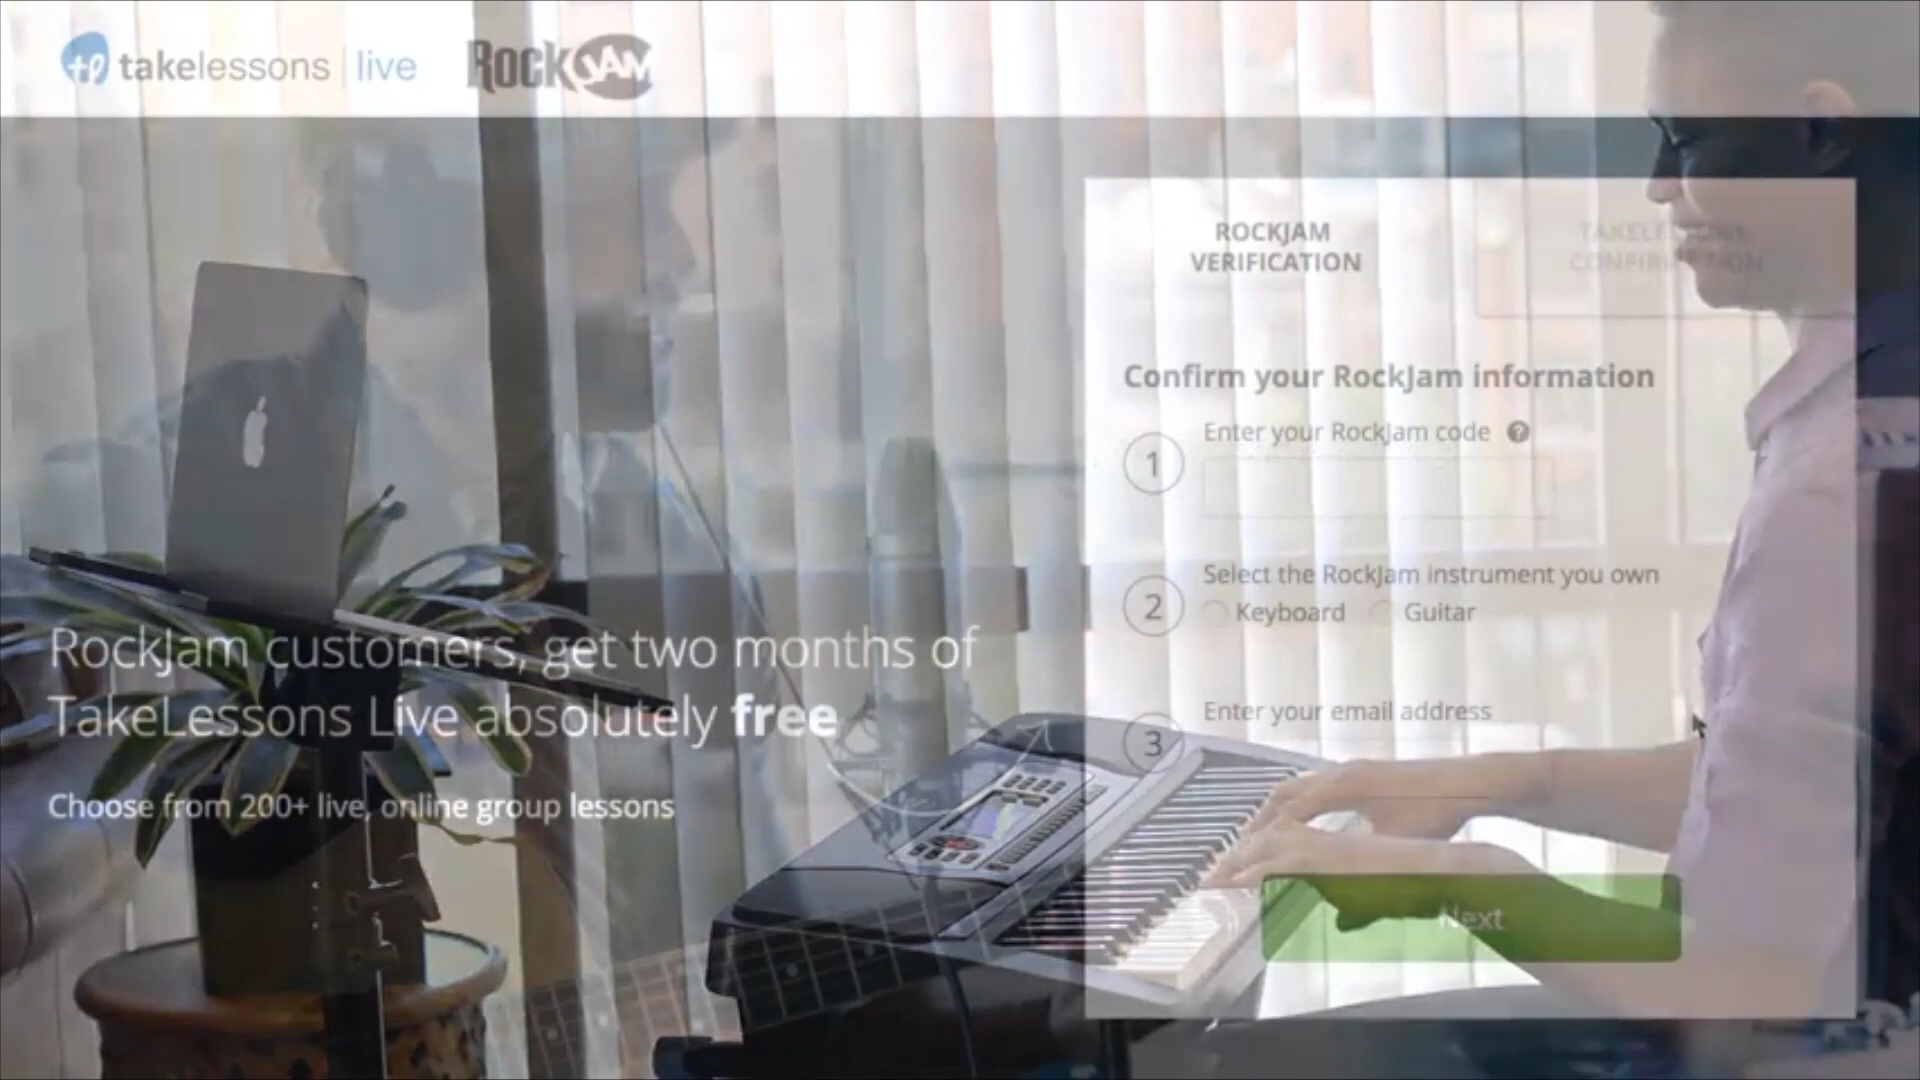 takelessons | live
RockJAM
ROCKJAM
VERIFICATION
TAKELESSONS
CONFIRMATION
Confirm your RockJam information
1
Enter your RockJam code ?
2
Select the RockJam instrument you own
Keyboard
Guitar
3
Enter your email address
Next
RockJam customers, get two months of
TakeLessons Live absolutely free
Choose from 200+ live, online group lessons